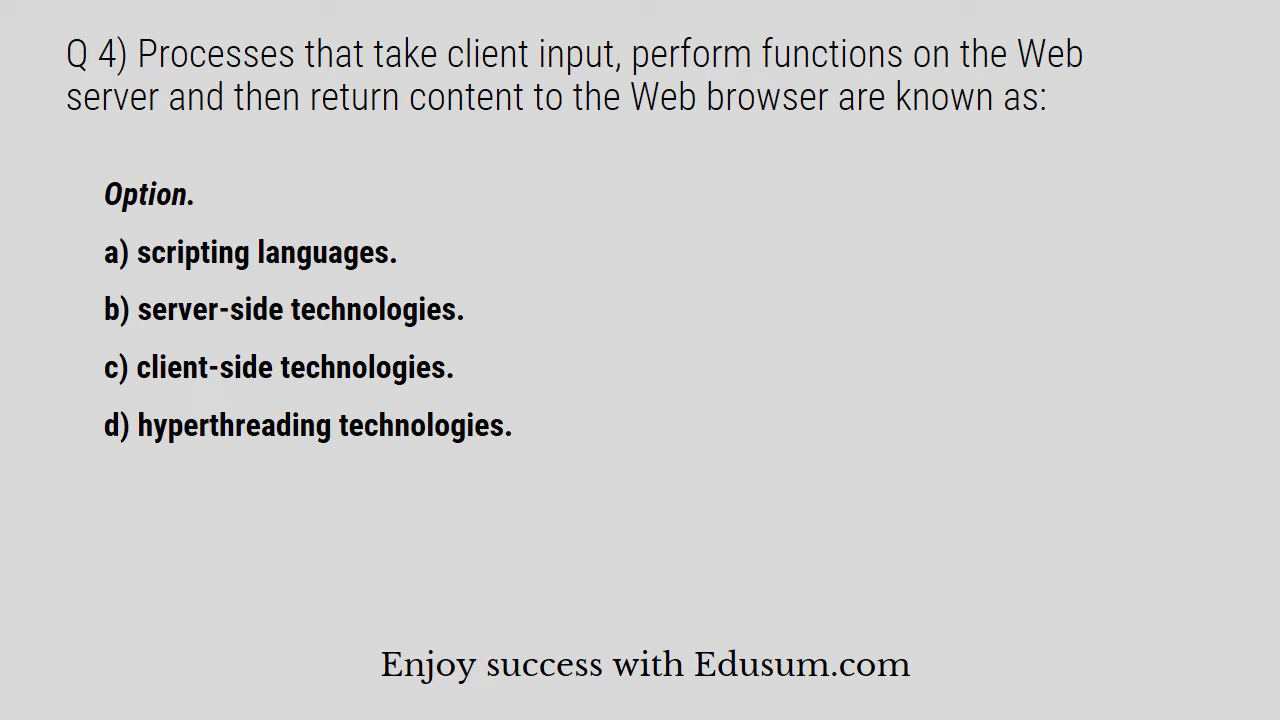 Q 4) Processes that take client input, perform functions on the Web
server and then return content to the Web browser are known as:
Option.
a) scripting languages.
b) server-side technologies.
c) client-side technologies.
d) hyperthreading technologies.
Enjoy success with Edusum.com